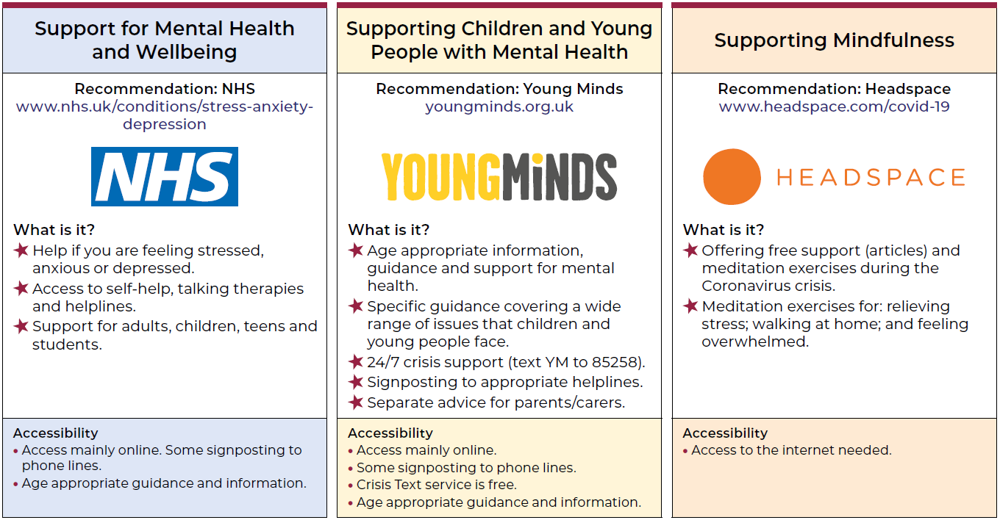 Support for Mental Health
and Wellbeing
Recommendation: NHS
www.nhs.uk/conditions/stress-anxiety-
depression
NHS
What is it?
Help if you are feeling stressed,
anxious or depressed.
Access to self-help, talking therapies
and helplines.
Support for adults, children, teens and
students.
Accessibility
• Access mainly online. Some signposting to
phone lines.
• Age appropriate guidance and information.
Supporting Children and Young
People with Mental Health
Recommendation: Young Minds
youngminds.org.uk
YOUNGMiNDS
What is it?
Age appropriate information,
guidance and support for mental
health.
Specific guidance covering a wide
range of issues that children and
young people face.
24/7 crisis support (text YM to 85258).
Signposting to appropriate helplines.
Separate advice for parents/carers.
Accessibility
• Access mainly online.
• Some signposting to phone lines.
• Crisis Text service is free.
• Age appropriate guidance and information.
Supporting Mindfulness
Recommendation: Headspace
www.headspace.com/covid-19
HEADSPACE
What is it?
Offering free support (articles) and
meditation exercises during the
Coronavirus crisis.
Meditation exercises for: relieving
stress; walking at home; and feeling
overwhelmed.
Accessibility
• Access to the internet needed.